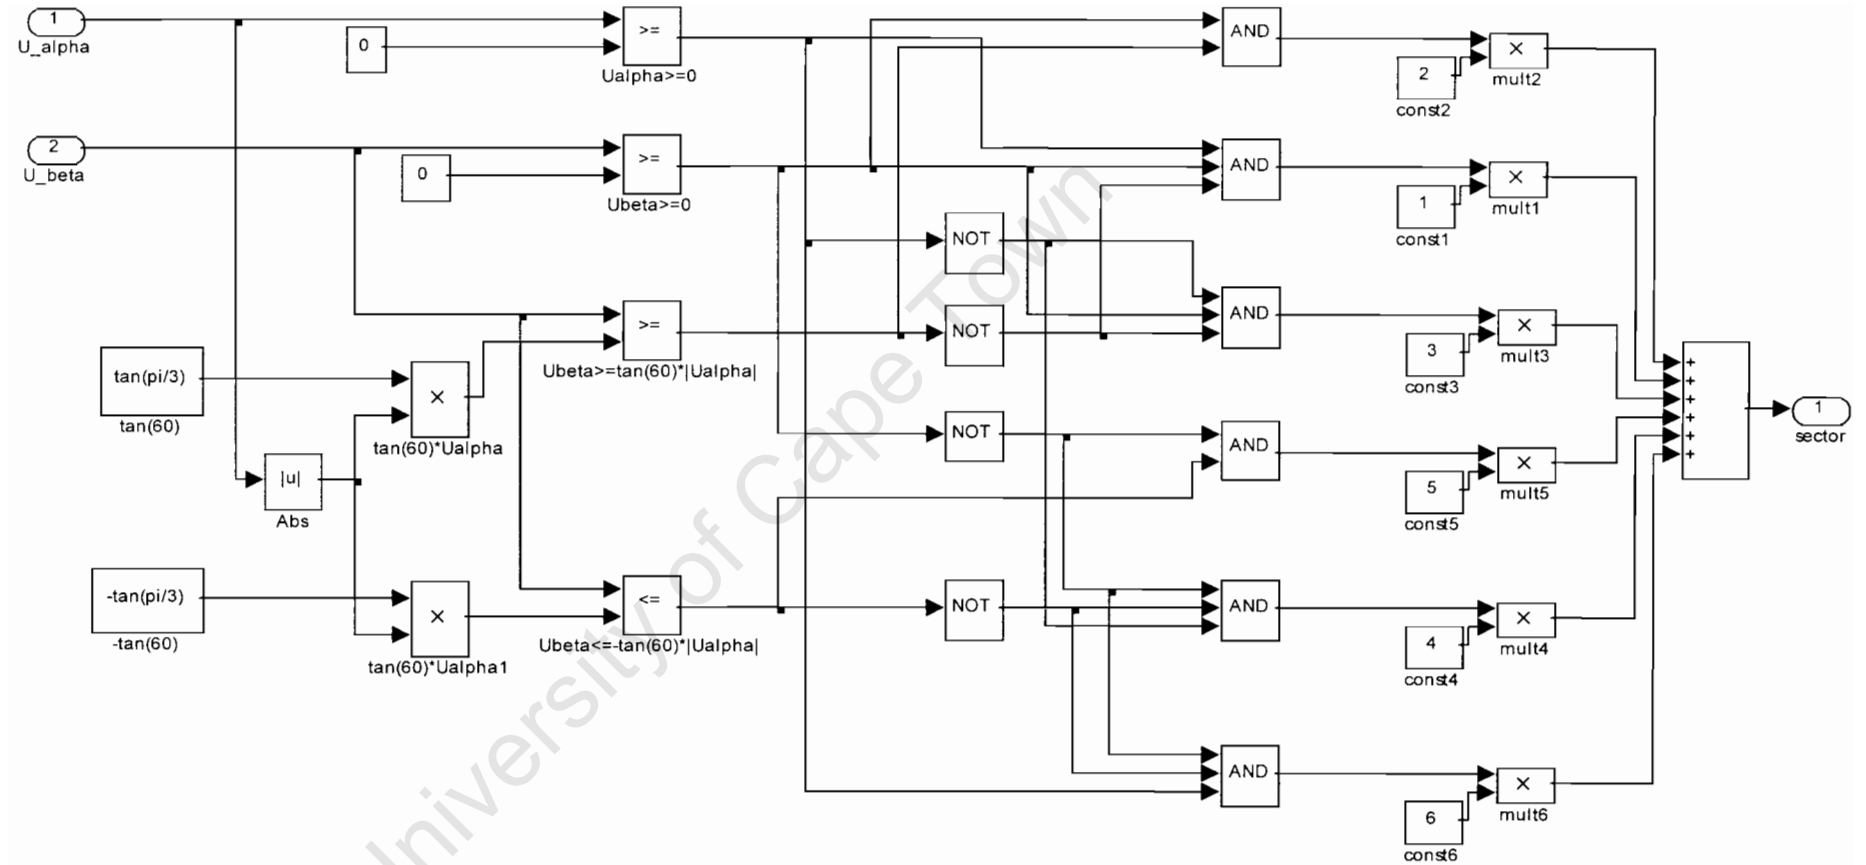 1
U_alpha
0
>=
Ualpha>=0
AND
2
const2
×
mult2
2
U_beta
0
>=
Ubeta>=0
AND
1
const1
×
mult1
NOT
tan(pi/3)
tan(60)
×
tan(60)*Ualpha
>=
Ubeta>=tan(60)*|Ualpha|
NOT
AND
3
const3
×
mult3
|u|
Abs
NOT
AND
5
const5
×
mult5
+
+
+
+
+
+
1
sector
-tan(pi/3)
-tan(60)
×
tan(60)*Ualpha1
<=
Ubeta<=-tan(60)*|Ualpha|
NOT
AND
4
const4
×
mult4
AND
6
const6
×
mult6
University of Cape Town